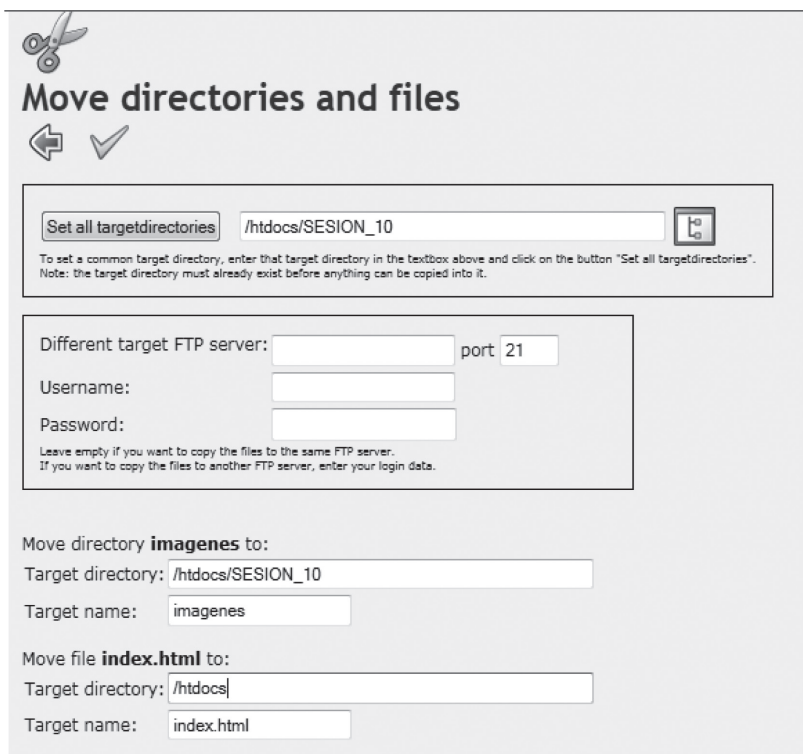 Move directories and files
Set all targetdirectories /htdocs/SESION_10
To set a common target directory, enter that target directory in the textbox above and click on the button "Set all targetdirectories".
Note: the target directory must already exist before anything can be copied into it.
Different target FTP server: port 21
Username:
Password:
Leave empty if you want to copy the files to the same FTP server.
If you want to copy the files to another FTP server, enter your login data.
Move directory imagenes to:
Target directory: /htdocs/SESION_10
Target name: imagenes
Move file index.html to:
Target directory: /htdocs
Target name: index.html